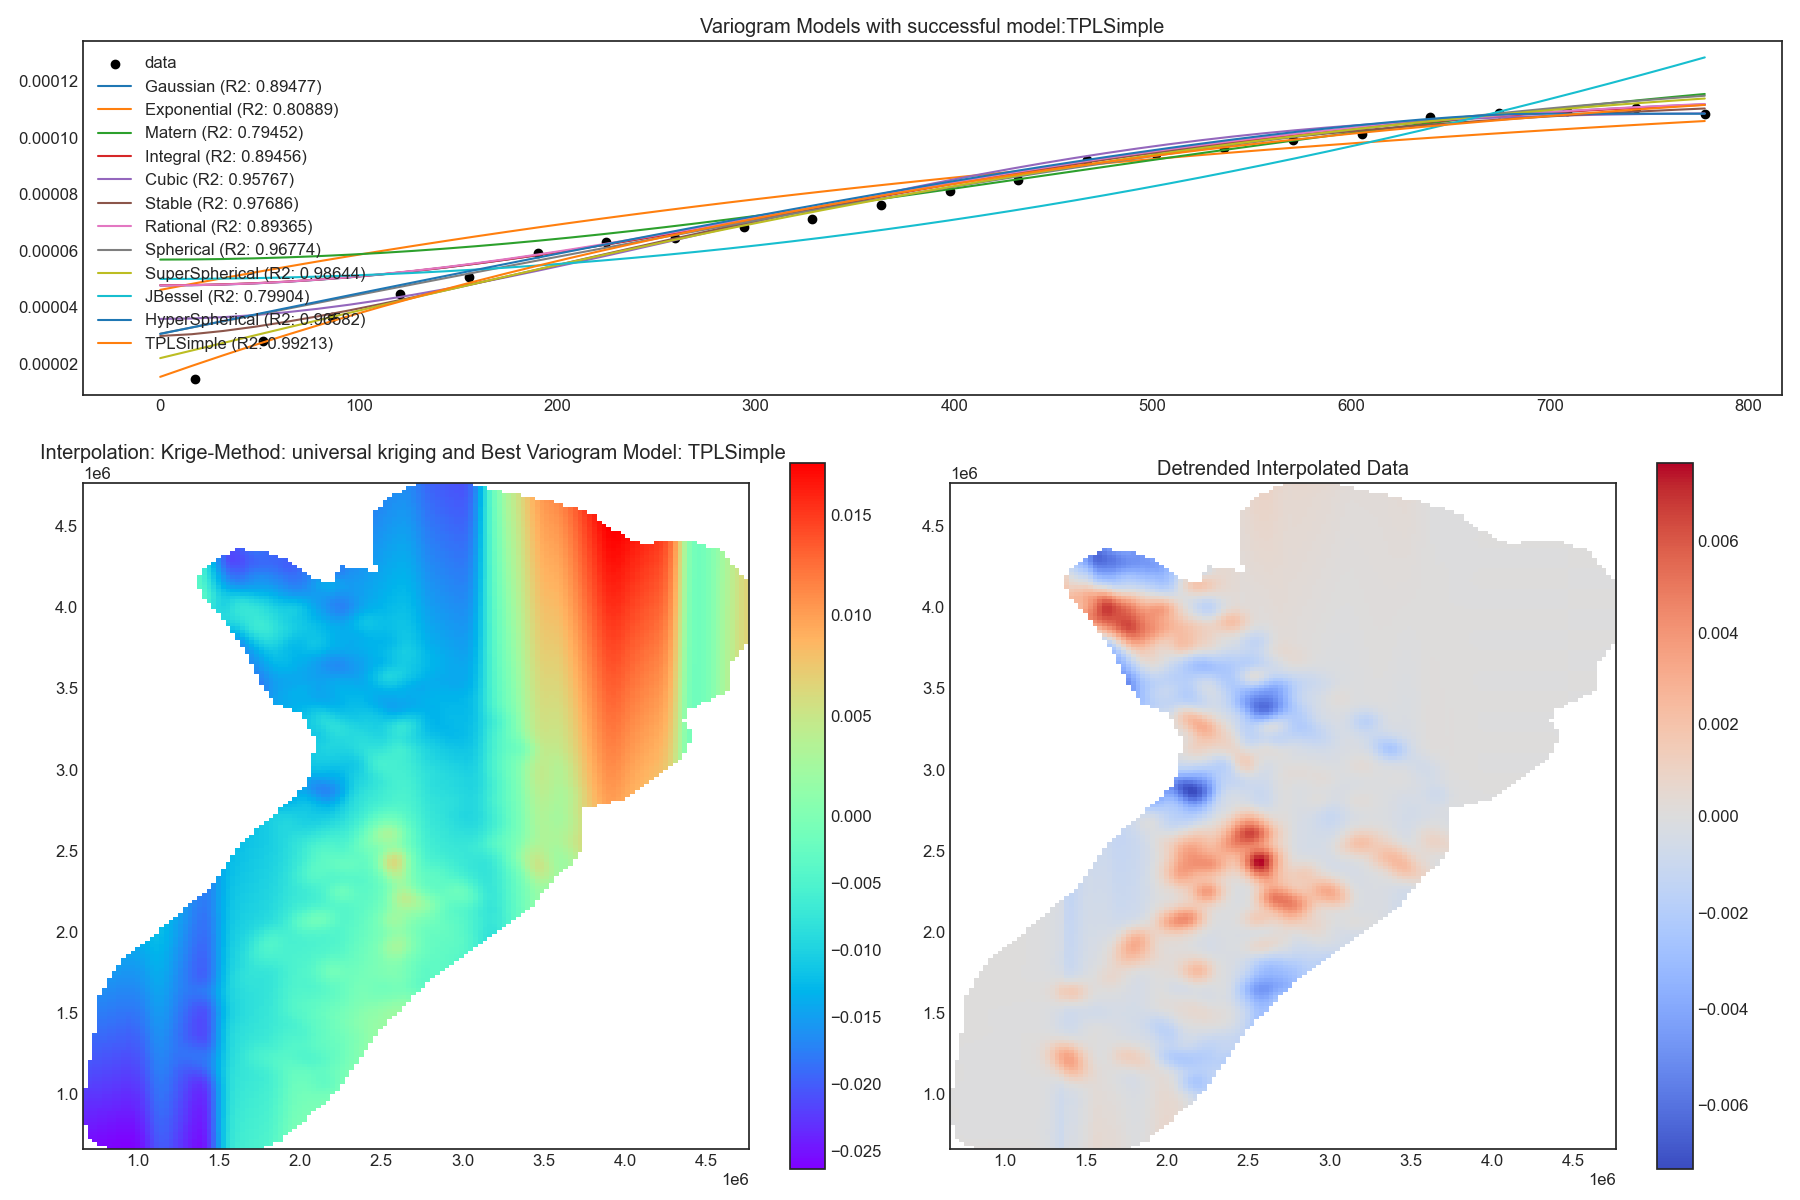 Variogram Models with successful model:TPLSimple
0.00012
0.00010
0.00008
0.00006
0.00004
0.00002
data
Gaussian (R2: 0.89477)
Exponential (R2: 0.80889)
Matern (R2: 0.79452)
Integral (R2: 0.89456)
Cubic (R2: 0.95767)
Stable (R2: 0.97686)
Rational (R2: 0.89365)
Spherical (R2: 0.96774)
SuperSpherical (R2: 0.98644)
JBessel (R2: 0.79904)
HyperSpherical (R2: 0.96582)
TPLSimple (R2: 0.99213)
0 100 200 300 400 500 600 700 800
Interpolation: Krige-Method: universal kriging and Best Variogram Model: TPLSimple
1e6
4.5
4.0
3.5
3.0
2.5
2.0
1.5
1.0
1.0 1.5 2.0 2.5 3.0 3.5 4.0 4.5
1e6
0.015
0.010
0.005
0.000
−0.005
−0.010
−0.015
−0.020
−0.025
Detrended Interpolated Data
1e6
4.5
4.0
3.5
3.0
2.5
2.0
1.5
1.0
1.0 1.5 2.0 2.5 3.0 3.5 4.0 4.5
1e6
0.006
0.004
0.002
0.000
−0.002
−0.004
−0.006